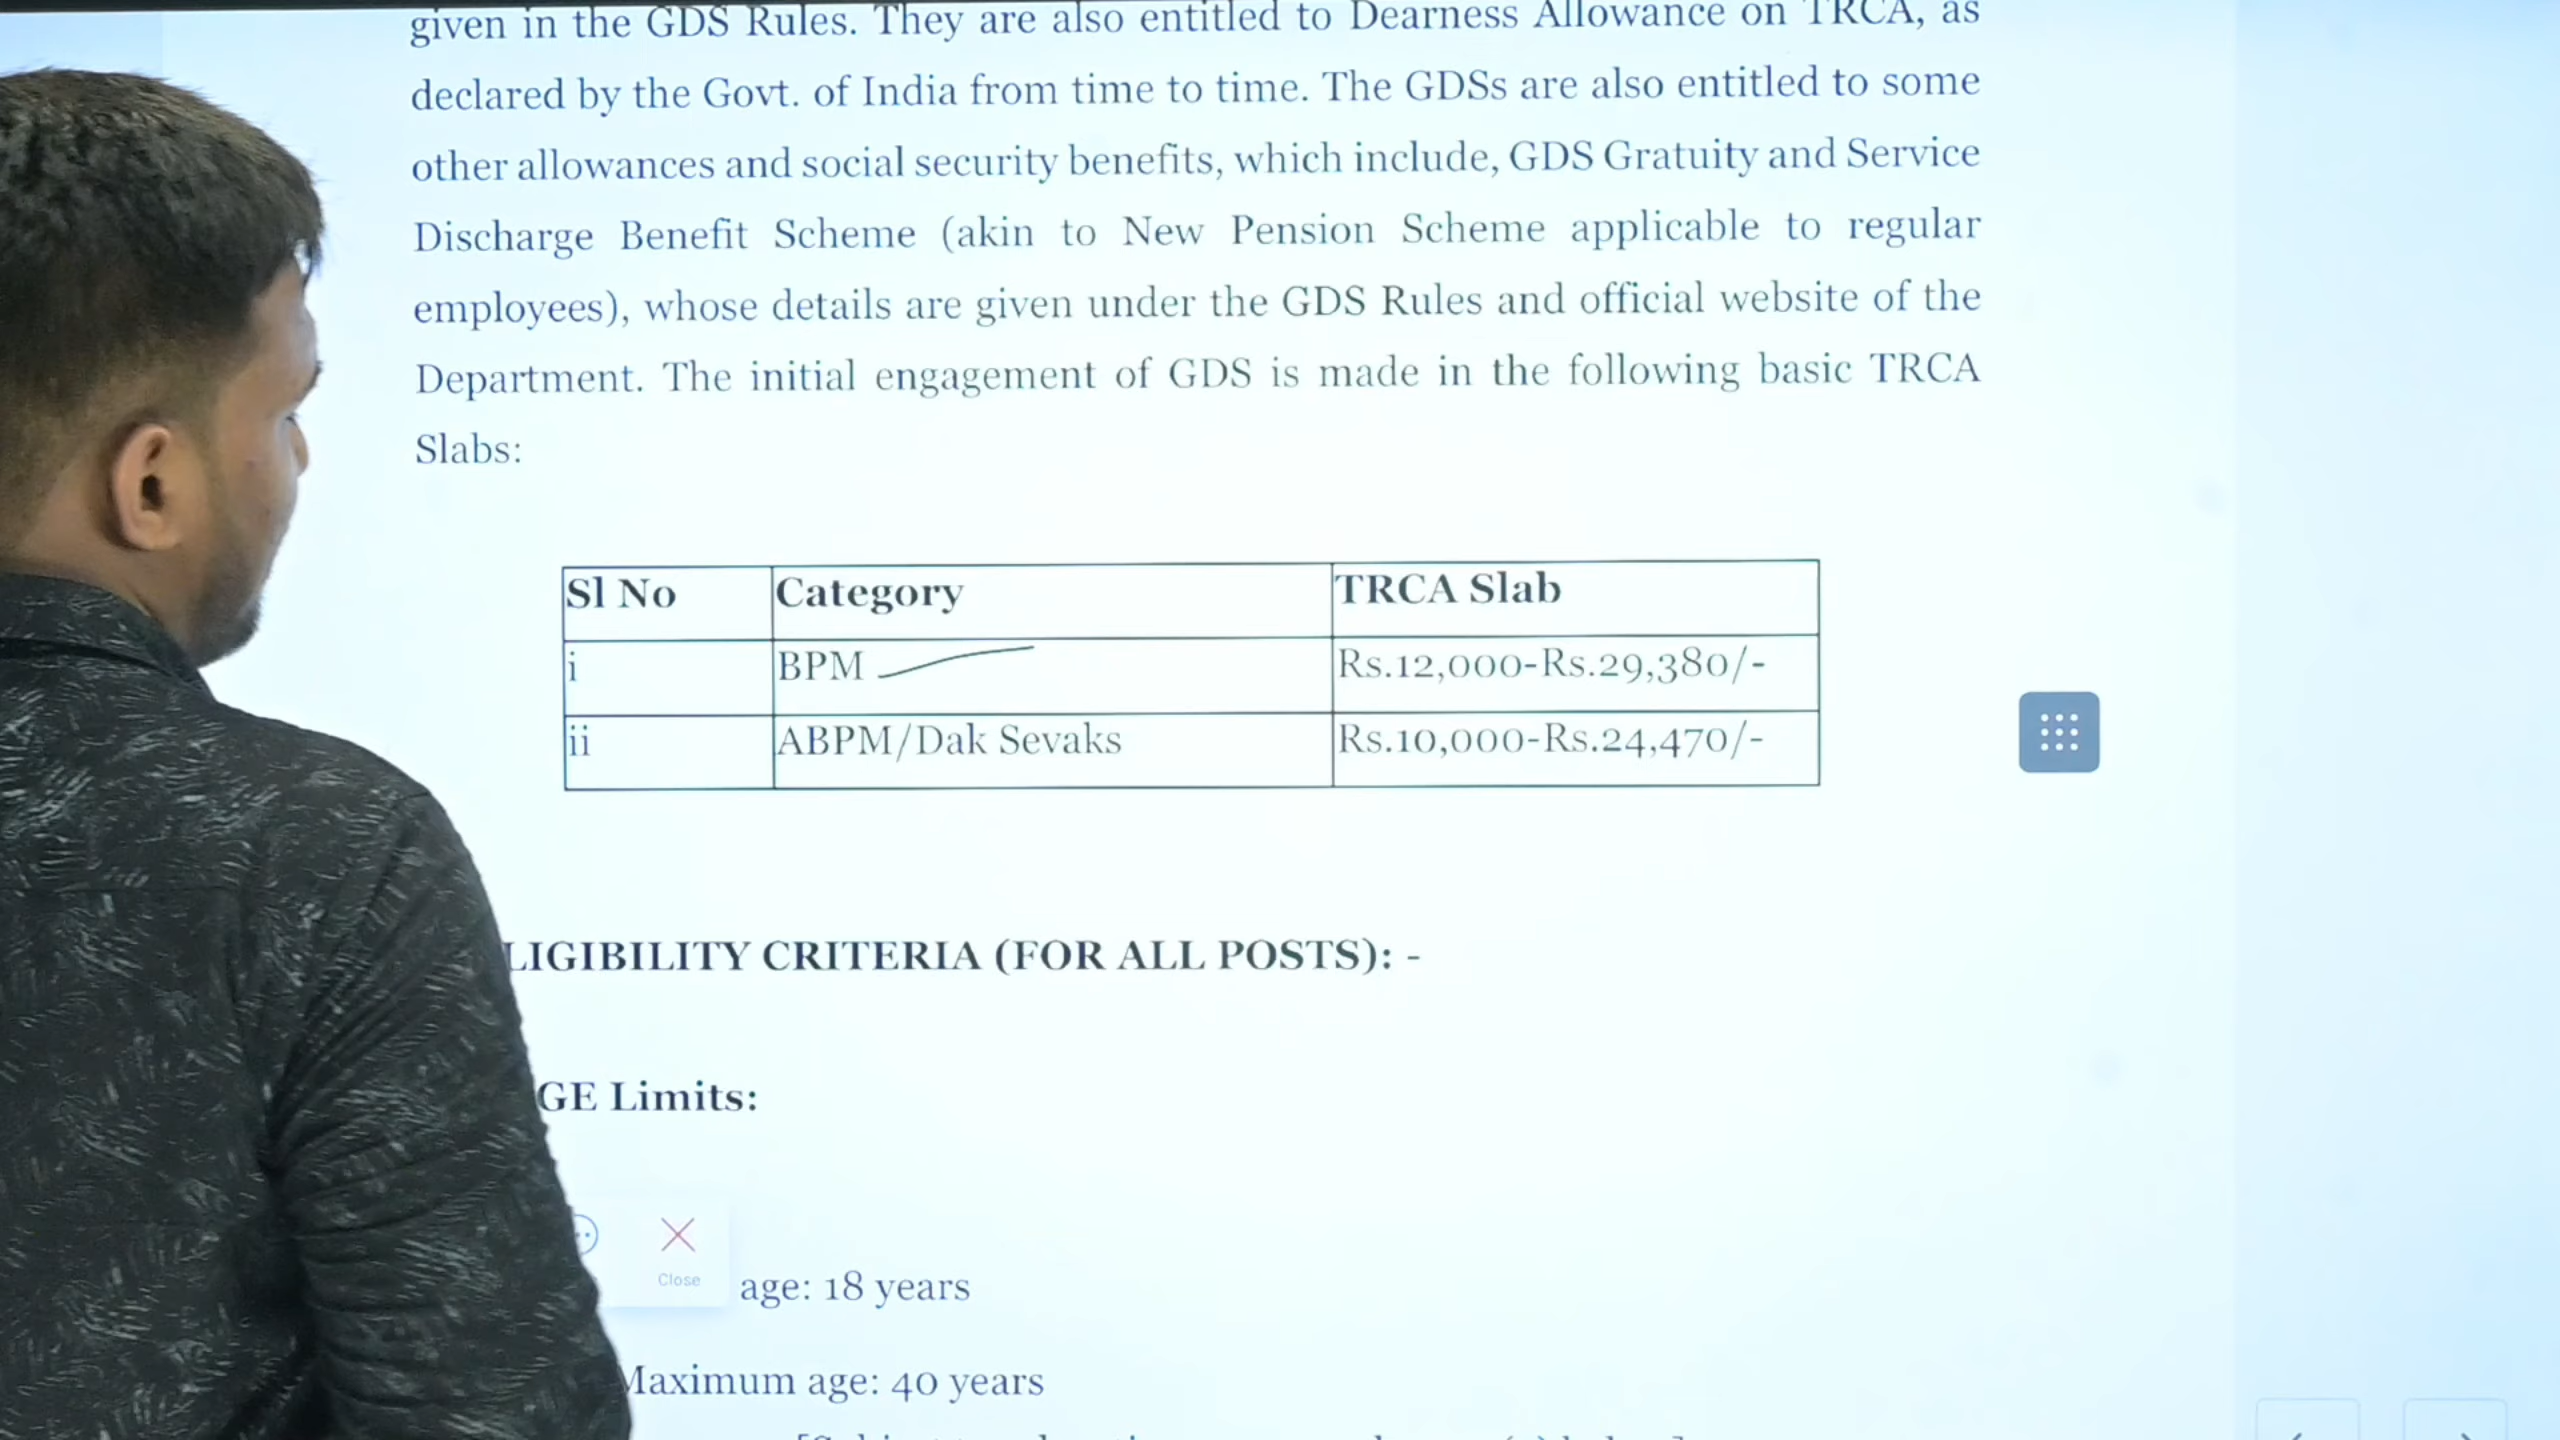 given in the GDS Rules. They are also entitled to Dearness Allowance on TRCA, as
declared by the Govt. of India from time to time. The GDSs are also entitled to some
other allowances and social security benefits, which include, GDS Gratuity and Service
Discharge Benefit Scheme (akin to New Pension Scheme applicable to regular
employees), whose details are given under the GDS Rules and official website of the
Department. The initial engagement of GDS is made in the following basic TRCA
Slabs:
Sl No Category TRCA Slab
i BPM Rs.12,000-Rs.29,380/-
ii ABPM/Dak Sevaks Rs.10,000-Rs.24,470/-
LIGIBILITY CRITERIA (FOR ALL POSTS): -
GE Limits:
Close
age: 18 years
Maximum age: 40 years